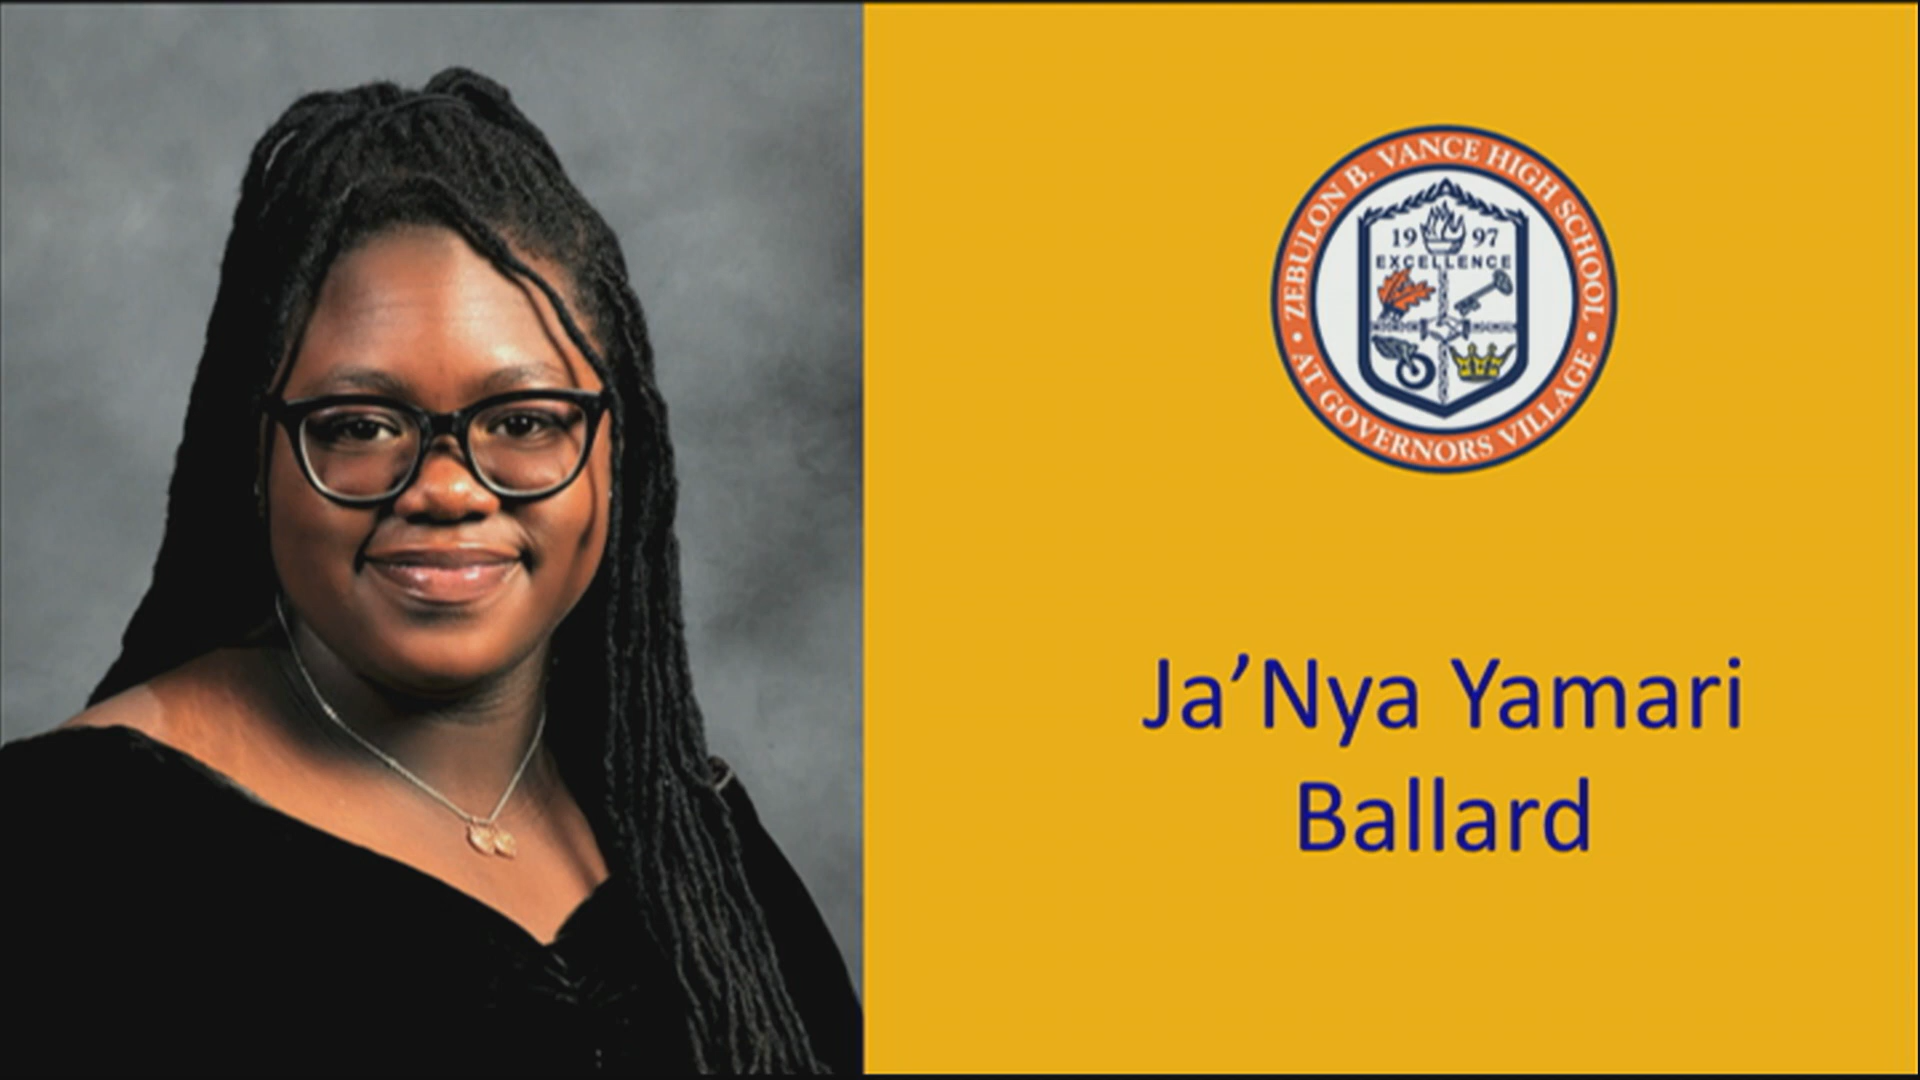 ZEBULON B. VANCE HIGH SCHOOL
19 97
EXCELLENCE
• AT GOVERNORS VILLAGE •
Ja’Nya Yamari
Ballard